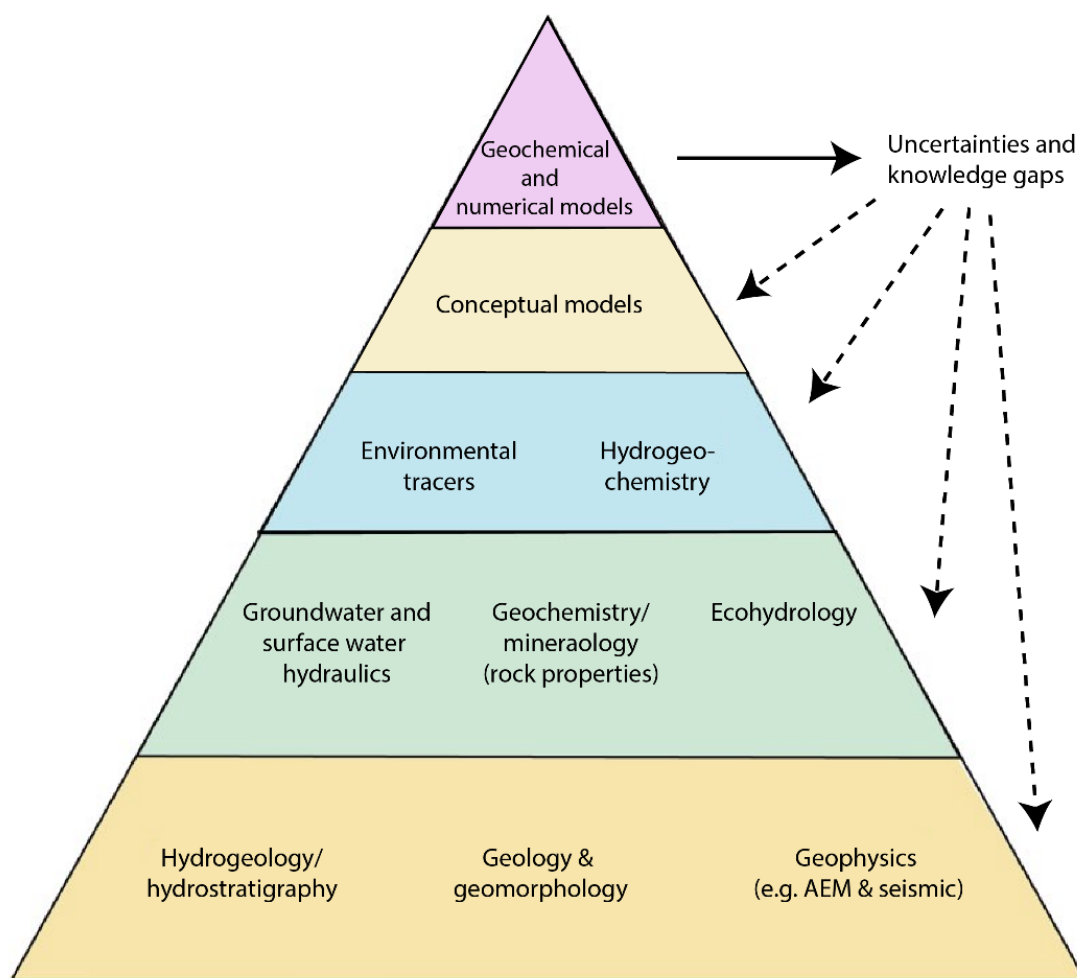 Geochemical
and
numerical models
Uncertainties and
knowledge gaps
Conceptual models
Environmental
tracers
Hydrogeo-
chemistry
Groundwater and
surface water
hydraulics
Geochemistry/
mineraology
(rock properties)
Ecohydrology
Hydrogeology/
hydrostratigraphy
Geology &
geomorphology
Geophysics
(e.g. AEM & seismic)